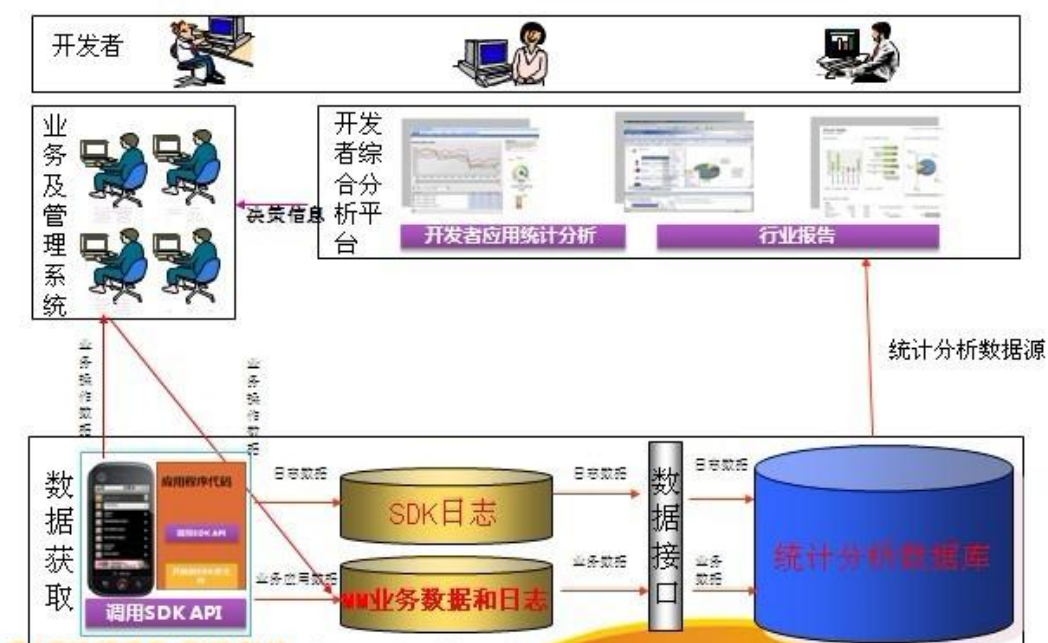 开发者
业务及管理系统
开发者综合分析平台
决策信息
开发者应用统计分析
行业报告
统计分析数据源
业务操作数据
业务操作数据
数据获取
应用程序代码
调用SDK API
调用SDK API
日志数据
SDK日志
日志数据
数据接口
日志数据
统计分析数据库
业务应用数据
MM业务数据和日志
业务数据
业务
数据